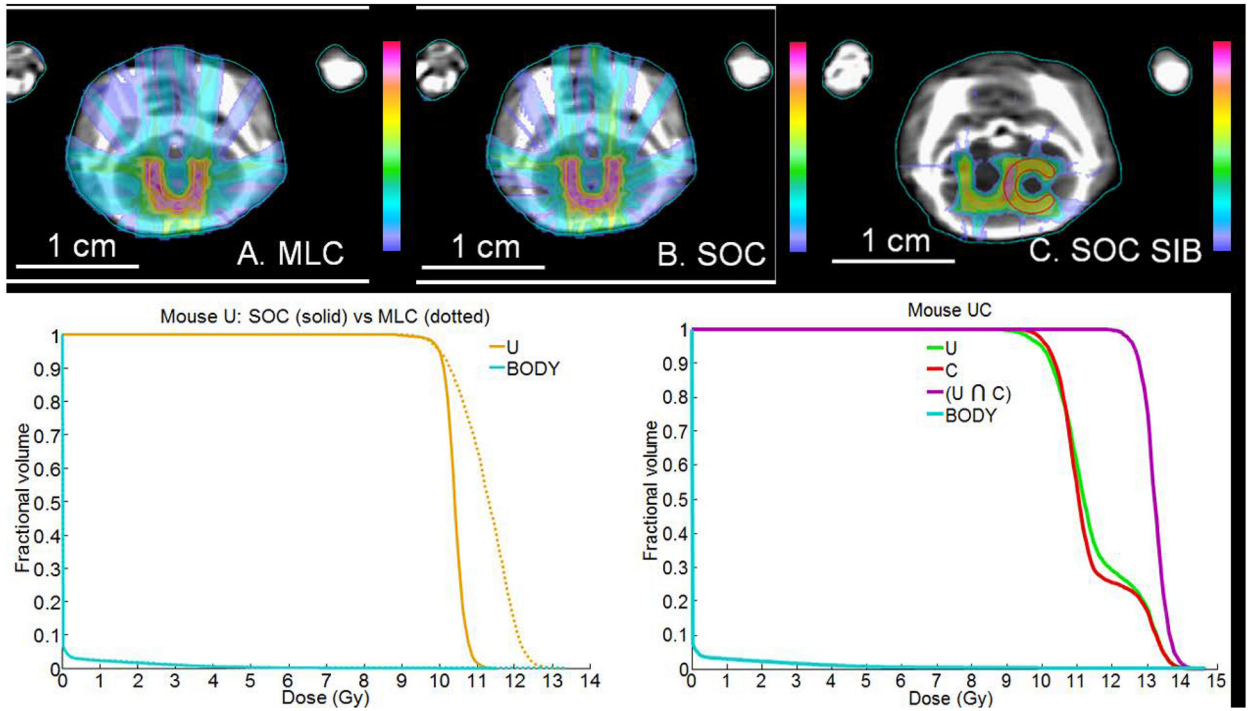 1 cm
A. MLC
1 cm
B. SOC
1 cm
C. SOC SIB
Mouse U: SOC (solid) vs MLC (dotted)
U
BODY
1
0.9
0.8
0.7
0.6
0.5
0.4
0.3
0.2
0.1
0
Fractional volume
0 1 2 3 4 5 6 7 8 9 10 11 12 13 14
Dose (Gy)
Mouse UC
U
C
(U ∩ C)
BODY
1
0.9
0.8
0.7
0.6
0.5
0.4
0.3
0.2
0.1
0
Fractional volume
0 1 2 3 4 5 6 7 8 9 10 11 12 13 14 15
Dose (Gy)